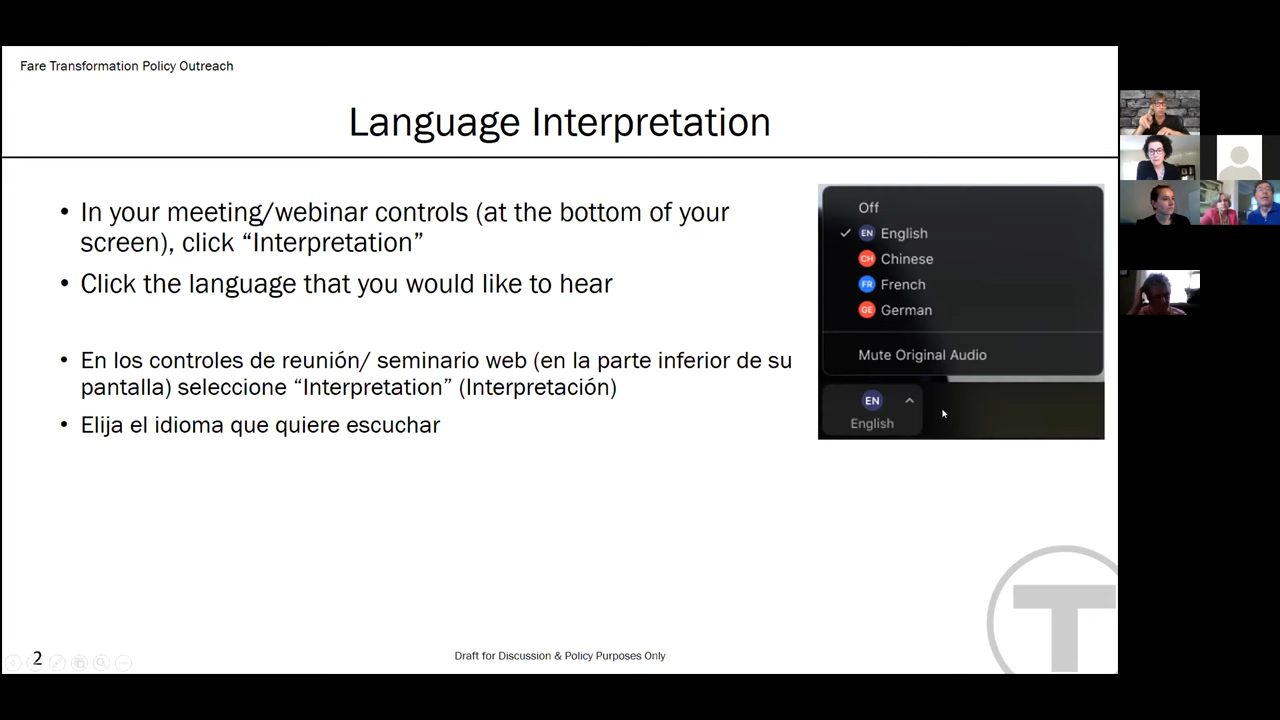 Fare Transformation Policy Outreach
Language Interpretation
• In your meeting/webinar controls (at the bottom of your
screen), click “Interpretation”
• Click the language that you would like to hear
• En los controles de reunión/ seminario web (en la parte inferior de su
pantalla) seleccione “Interpretation” (Interpretación)
• Elija el idioma que quiere escuchar
Off
EN English
CH Chinese
FR French
GE German
Mute Original Audio
EN
English
T
2
Draft for Discussion & Policy Purposes Only